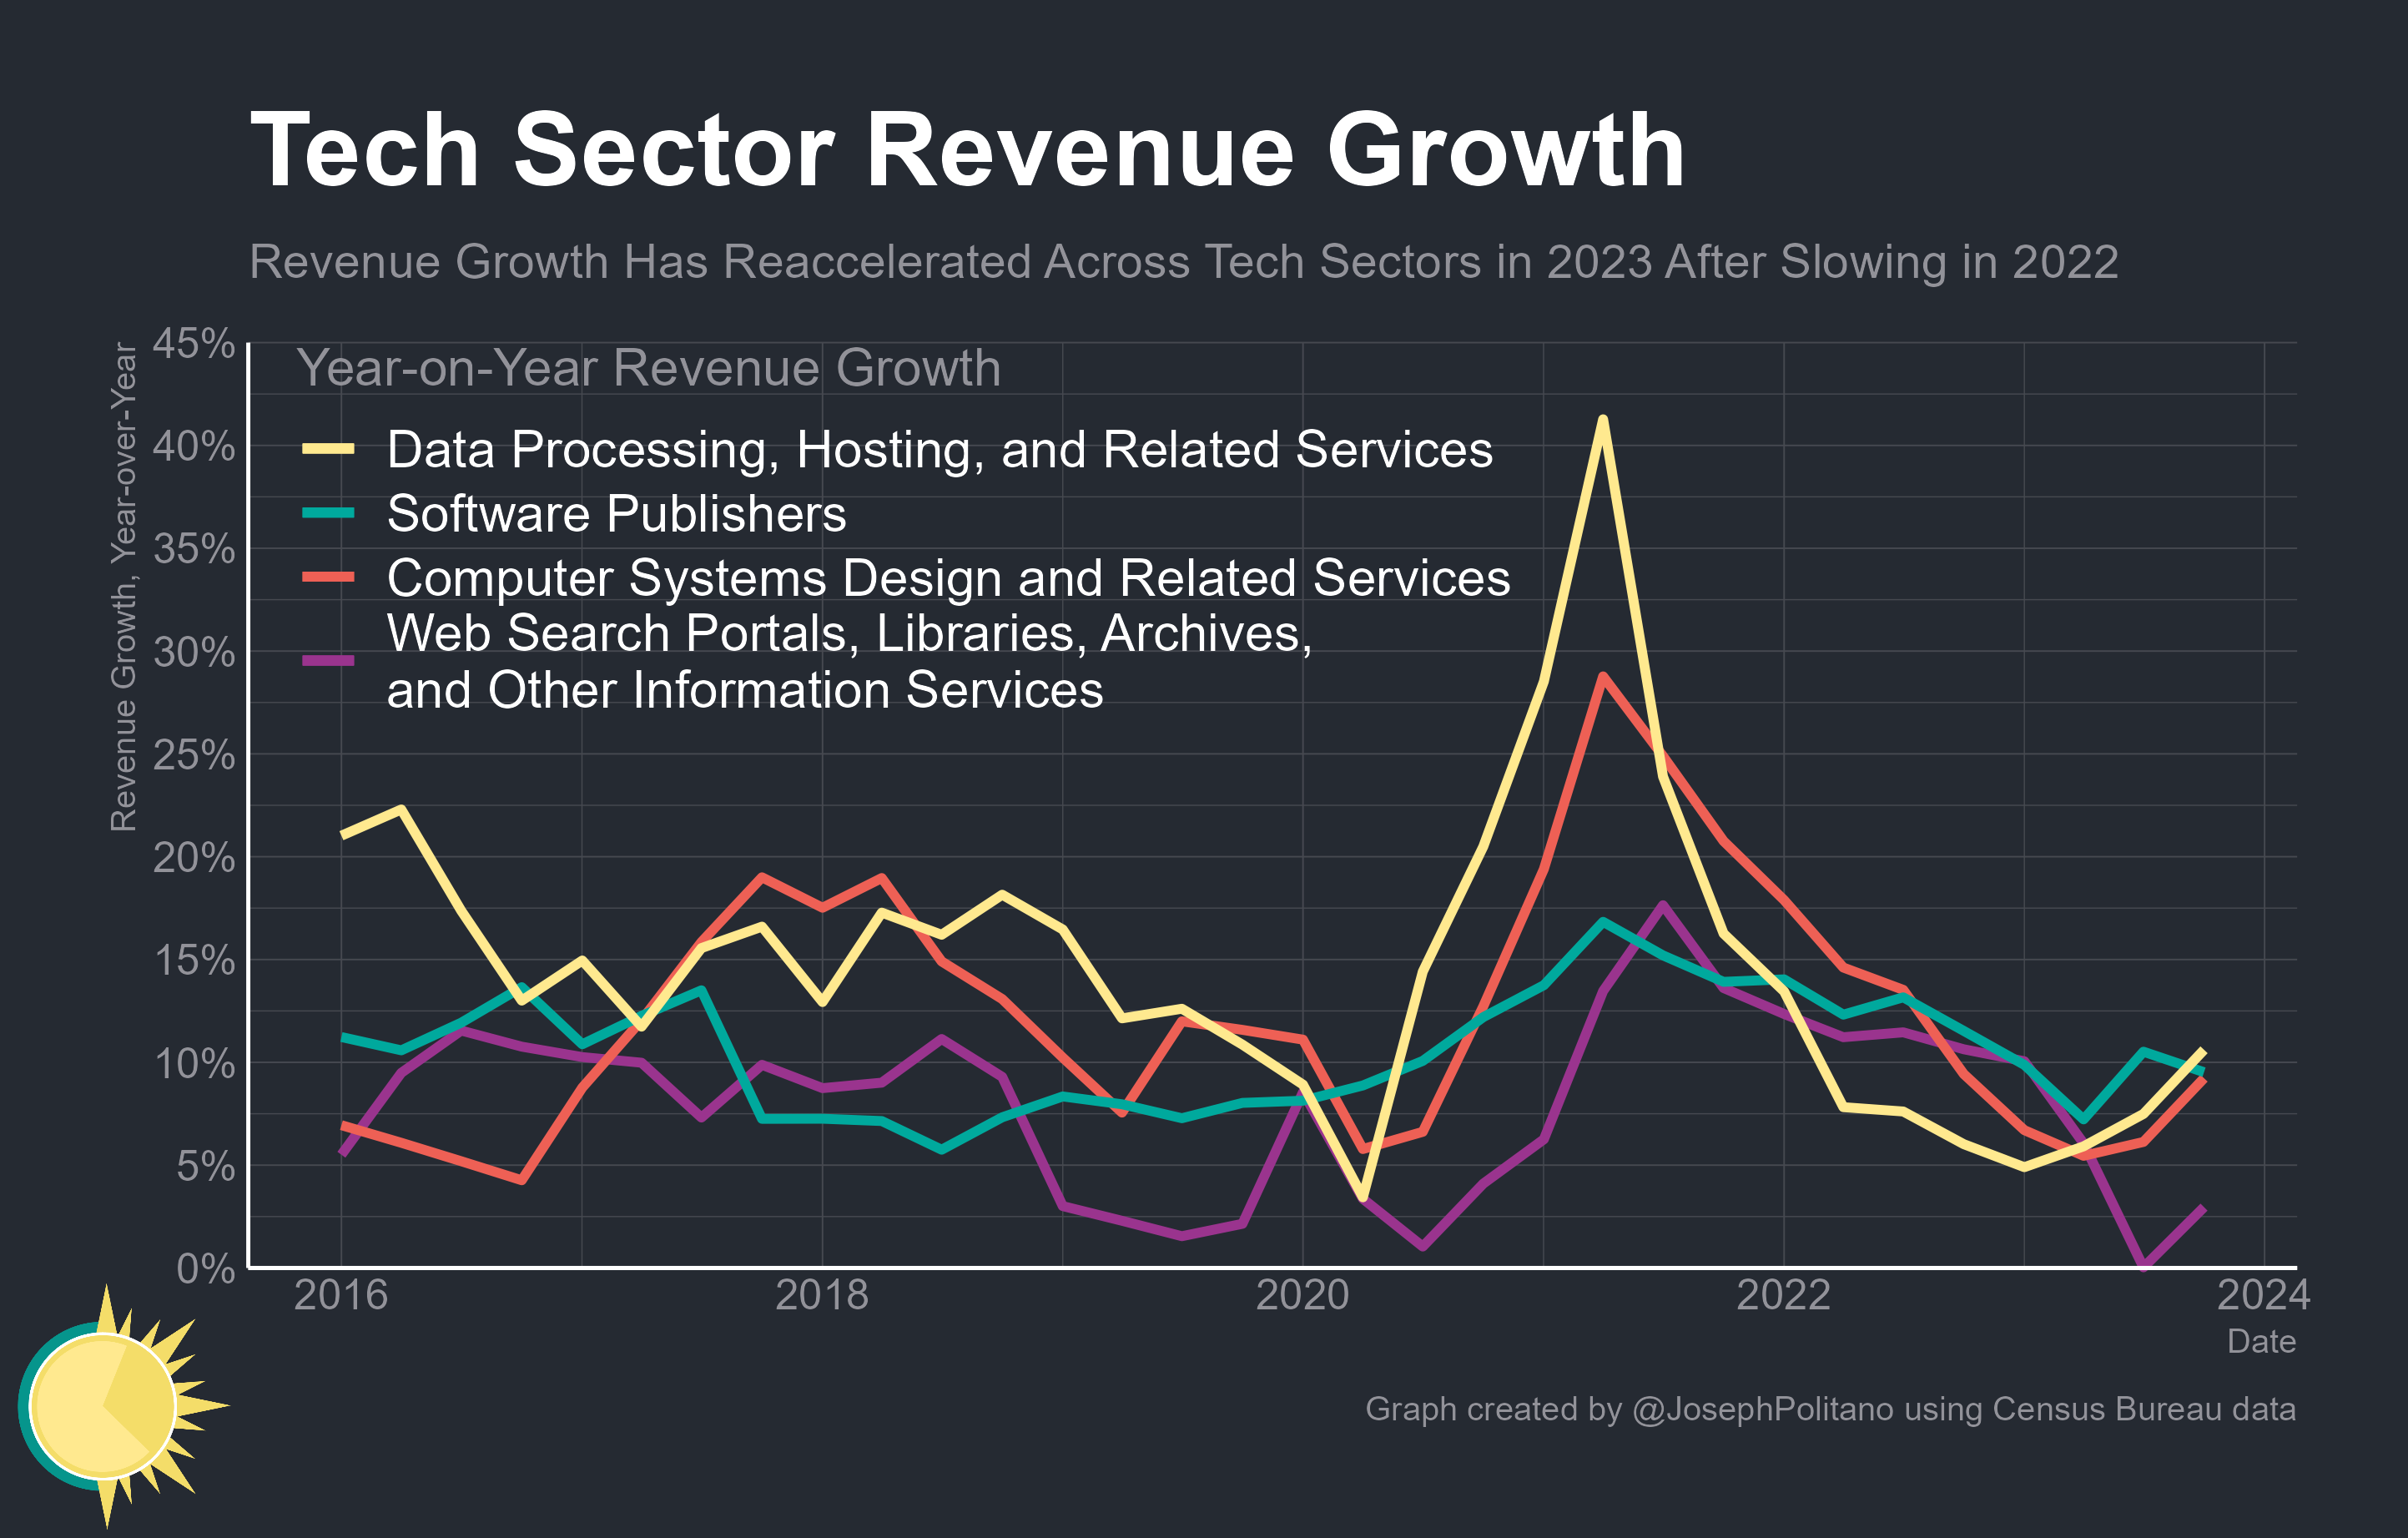 Tech Sector Revenue Growth
Revenue Growth Has Reaccelerated Across Tech Sectors in 2023 After Slowing in 2022
Revenue Growth, Year-over-Year
45%
40%
35%
30%
25%
20%
15%
10%
5%
0%
Year-on-Year Revenue Growth
Data Processing, Hosting, and Related Services
Software Publishers
Computer Systems Design and Related Services
Web Search Portals, Libraries, Archives,
and Other Information Services
2016 2018 2020 2022 2024
Date
Graph created by @JosephPolitano using Census Bureau data